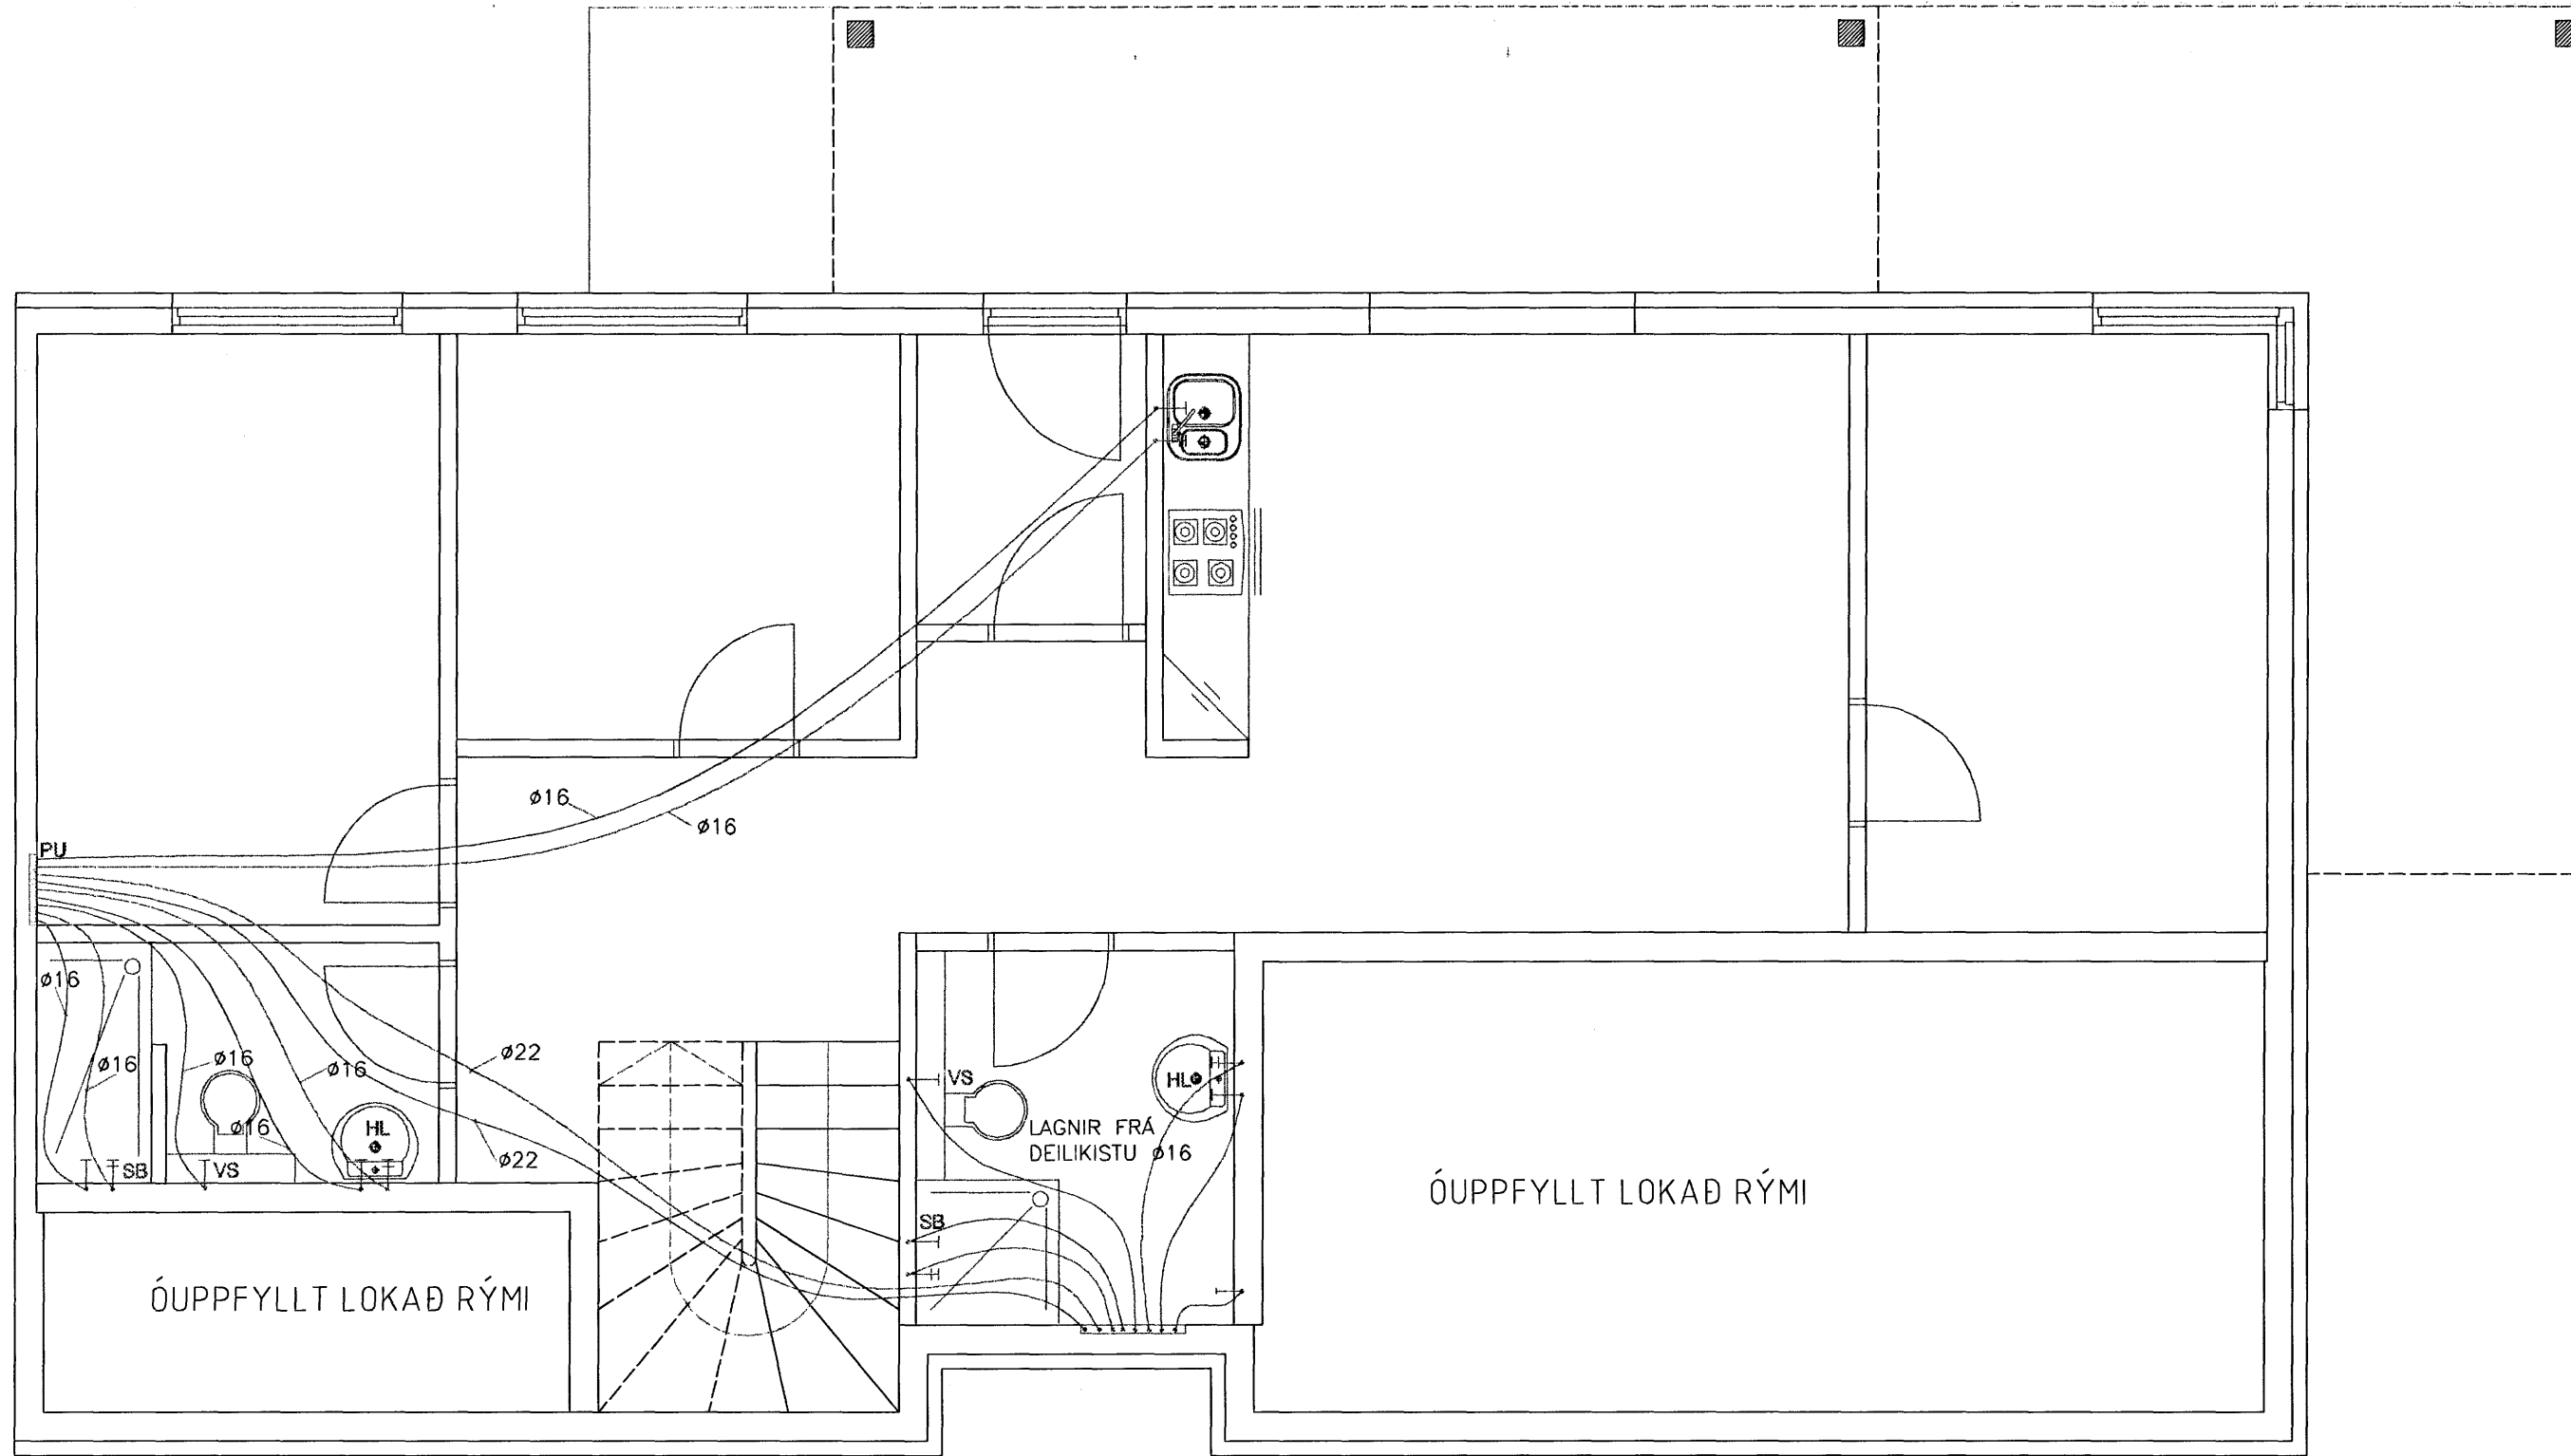 ø16
ø16
PU
ø16
ø16
ø16
ø16
ø16
ø22
ø22
HL
SB
VS
VS
HL
LAGNIR FRÁ
DEILIKISTU ø16
SB
ÓUPPFYLLT LOKAÐ RÝMI
ÓUPPFYLLT LOKAÐ RÝMI